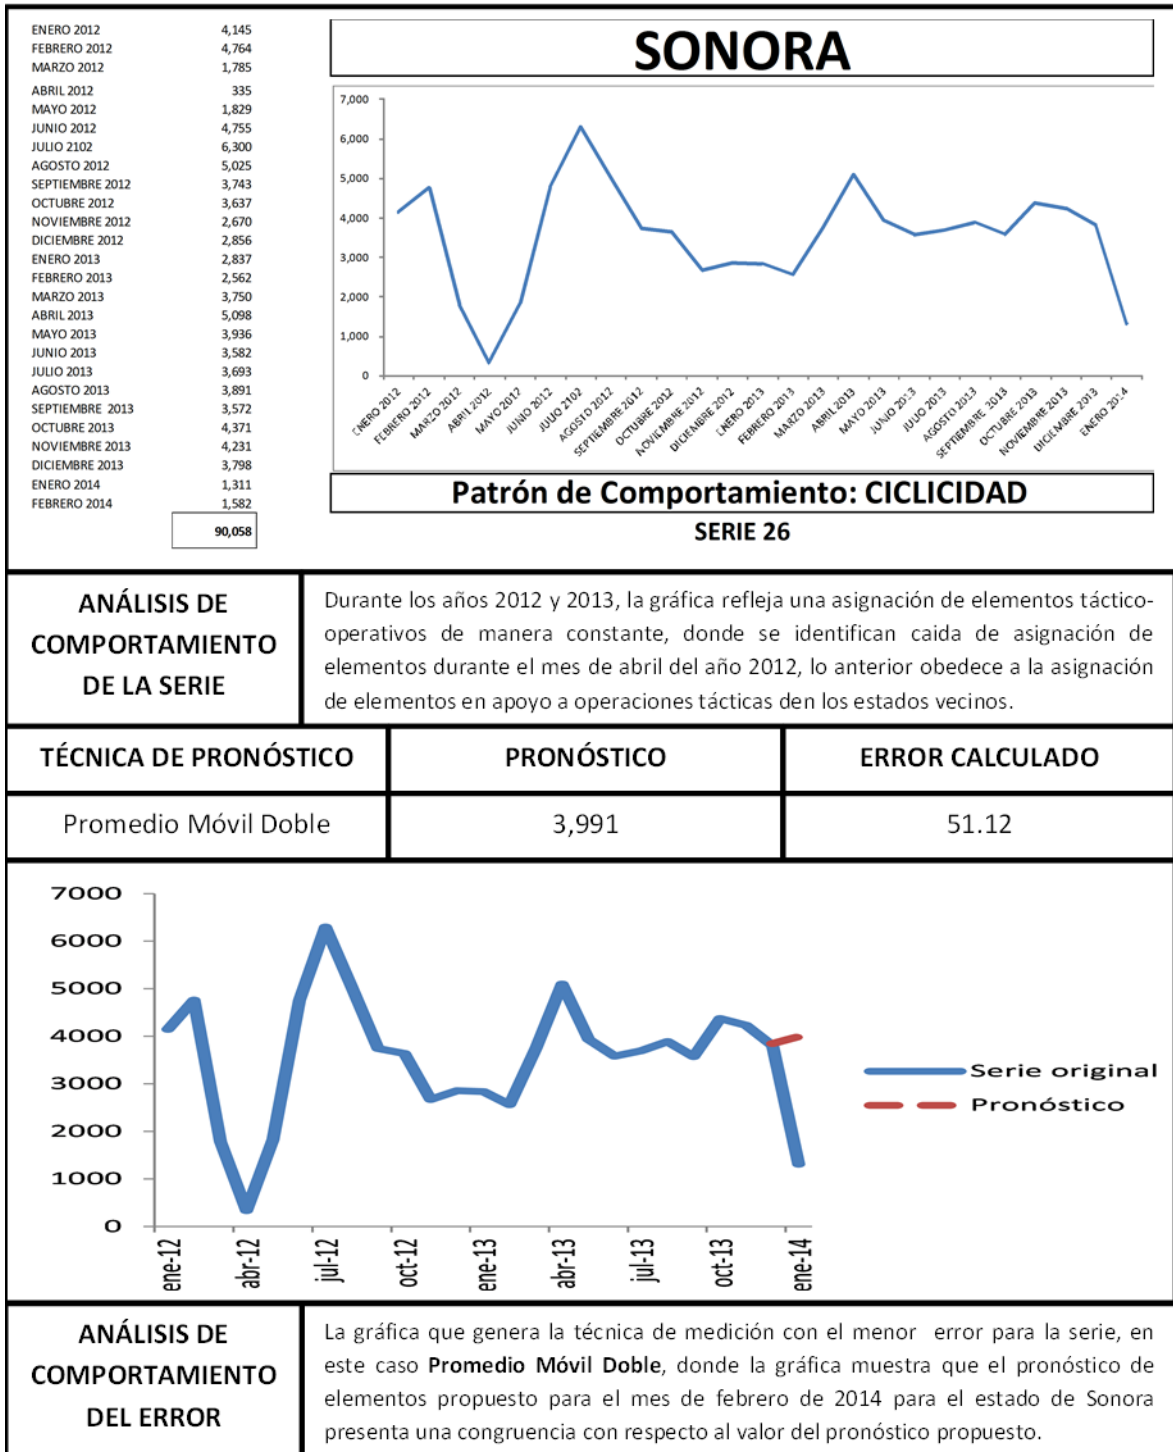 ENERO 2012 4,145
FEBRERO 2012 4,764
MARZO 2012 1,785
ABRIL 2012 335
MAYO 2012 1,829
JUNIO 2012 4,755
JULIO 2102 6,300
AGOSTO 2012 5,025
SEPTIEMBRE 2012 3,743
OCTUBRE 2012 3,637
NOVIEMBRE 2012 2,670
DICIEMBRE 2012 2,856
ENERO 2013 2,837
FEBRERO 2013 2,562
MARZO 2013 3,750
ABRIL 2013 5,098
MAYO 2013 3,936
JUNIO 2013 3,582
JULIO 2013 3,693
AGOSTO 2013 3,891
SEPTIEMBRE 2013 3,572
OCTUBRE 2013 4,371
NOVIEMBRE 2013 4,231
DICIEMBRE 2013 3,798
ENERO 2014 1,311
FEBRERO 2014 1,582
90,058
SONORA
7,000
6,000
5,000
4,000
3,000
2,000
1,000
0
ENERO 2012
FEBRERO 2012
MARZO 2012
ABRIL 2012
MAYO 2012
JUNIO 2012
JULIO 2102
AGOSTO 2012
SEPTIEMBRE 2012
OCTUBRE 2012
NOVIEMBRE 2012
DICIEMBRE 2012
ENERO 2013
FEBRERO 2013
MARZO 2013
ABRIL 2013
MAYO 2013
JUNIO 2013
JULIO 2013
AGOSTO 2013
SEPTIEMBRE 2013
OCTUBRE 2013
NOVIEMBRE 2013
DICIEMBRE 2013
ENERO 2014
Patrón de Comportamiento: CICLICIDAD
SERIE 26
ANÁLISIS DE
COMPORTAMIENTO
DE LA SERIE
Durante los años 2012 y 2013, la gráfica refleja una asignación de elementos táctico-
operativos de manera constante, donde se identifican caida de asignación de
elementos durante el mes de abril del año 2012, lo anterior obedece a la asignación
de elementos en apoyo a operaciones tácticas den los estados vecinos.
TÉCNICA DE PRONÓSTICO PRONÓSTICO ERROR CALCULADO
Promedio Móvil Doble 3,991 51.12
7000
6000
5000
4000
3000
2000
1000
0
ene-12
abr-12
jul-12
oct-12
ene-13
abr-13
jul-13
oct-13
ene-14
Serie original
Pronóstico
ANÁLISIS DE
COMPORTAMIENTO
DEL ERROR
La gráfica que genera la técnica de medición con el menor error para la serie, en
este caso Promedio Móvil Doble, donde la gráfica muestra que el pronóstico de
elementos propuesto para el mes de febrero de 2014 para el estado de Sonora
presenta una congruencia con respecto al valor del pronóstico propuesto.